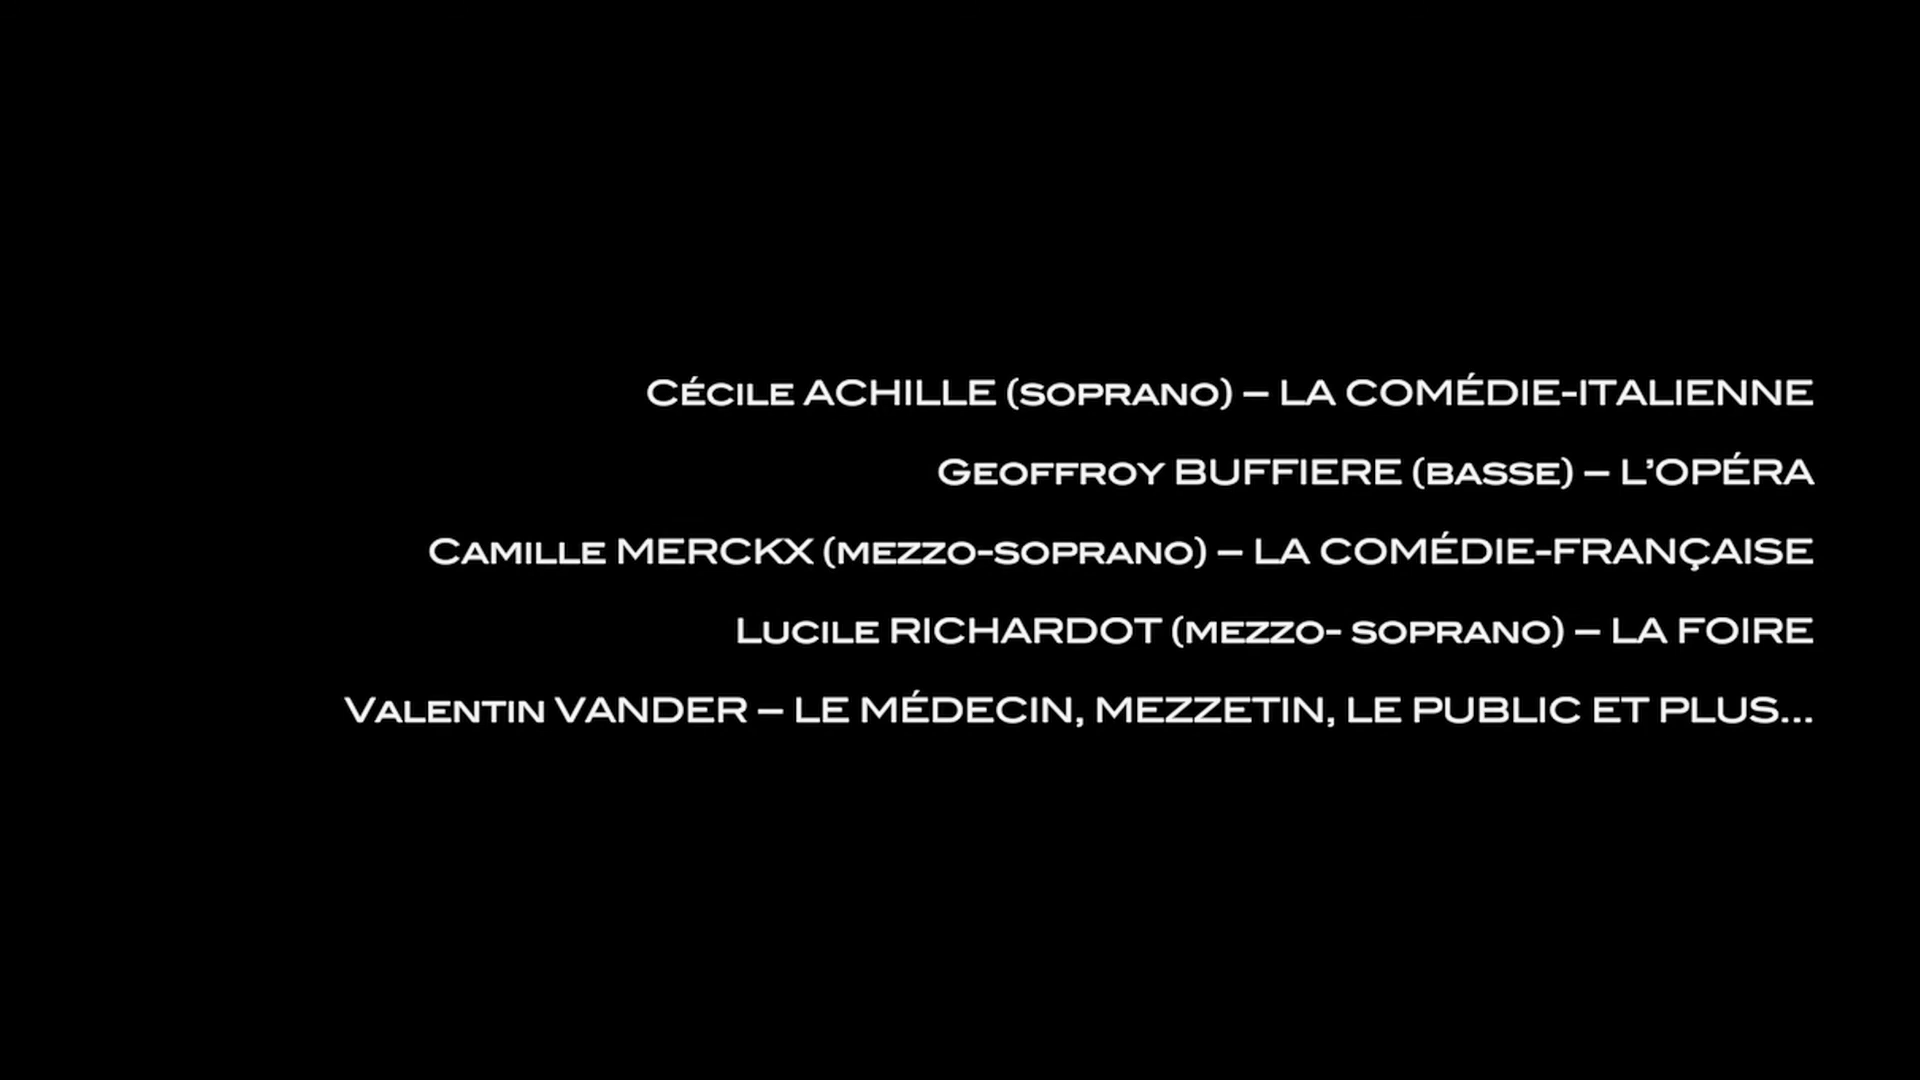 Cécile ACHILLE (soprano) – LA COMÉDIE-ITALIENNE
Geoffroy BUFFIERE (basse) – L’OPÉRA
Camille MERCKX (mezzo-soprano) – LA COMÉDIE-FRANÇAISE
Lucile RICHARDOT (mezzo- soprano) – LA FOIRE
Valentin VANDER – LE MÉDECIN, MEZZETIN, LE PUBLIC ET PLUS...